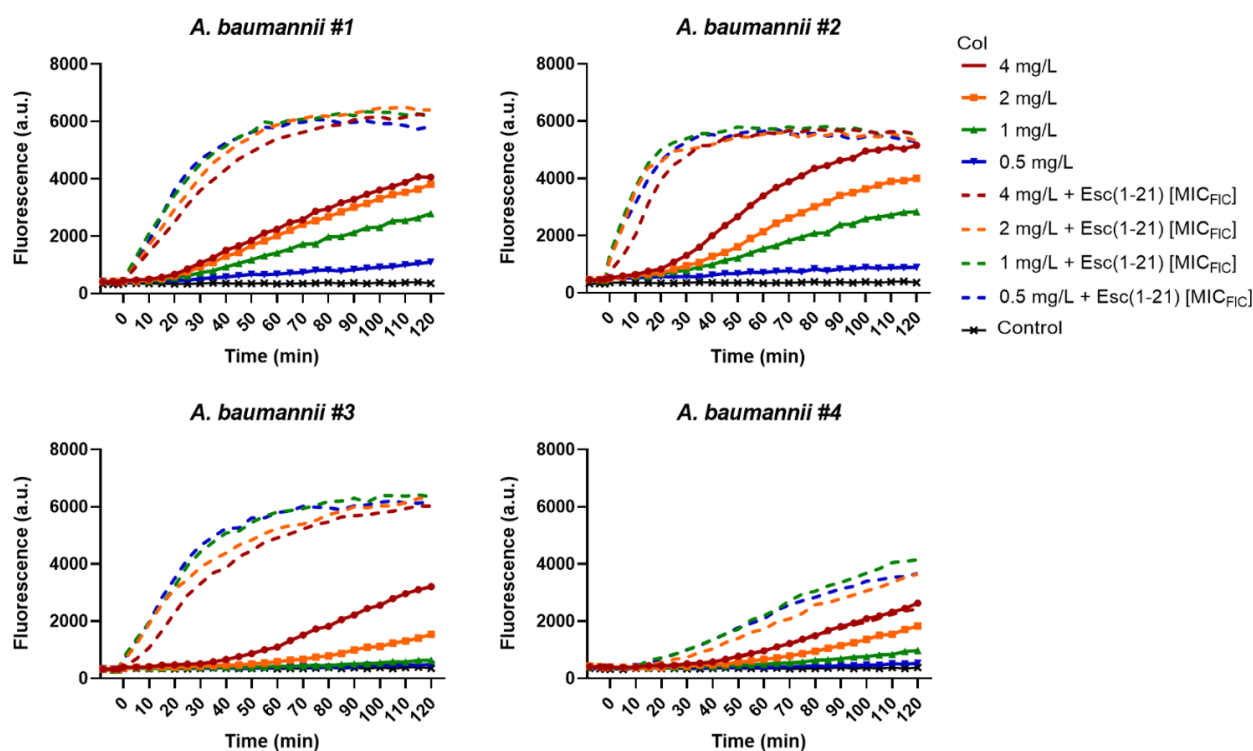 A. baumannii #1
8000
6000
4000
2000
0
Fluorescence (a.u.)
0 10 20 30 40 50 60 70 80 90 100 110 120
Time (min)
A. baumannii #2
8000
6000
4000
2000
0
Fluorescence (a.u.)
0 10 20 30 40 50 60 70 80 90 100 110 120
Time (min)
Col
4 mg/L
2 mg/L
1 mg/L
0.5 mg/L
4 mg/L + Esc(1-21) [MICFIC]
2 mg/L + Esc(1-21) [MICFIC]
1 mg/L + Esc(1-21) [MICFIC]
0.5 mg/L + Esc(1-21) [MICFIC]
Control
A. baumannii #3
8000
6000
4000
2000
0
Fluorescence (a.u.)
0 10 20 30 40 50 60 70 80 90 100 110 120
Time (min)
A. baumannii #4
8000
6000
4000
2000
0
Fluorescence (a.u.)
0 10 20 30 40 50 60 70 80 90 100 110 120
Time (min)